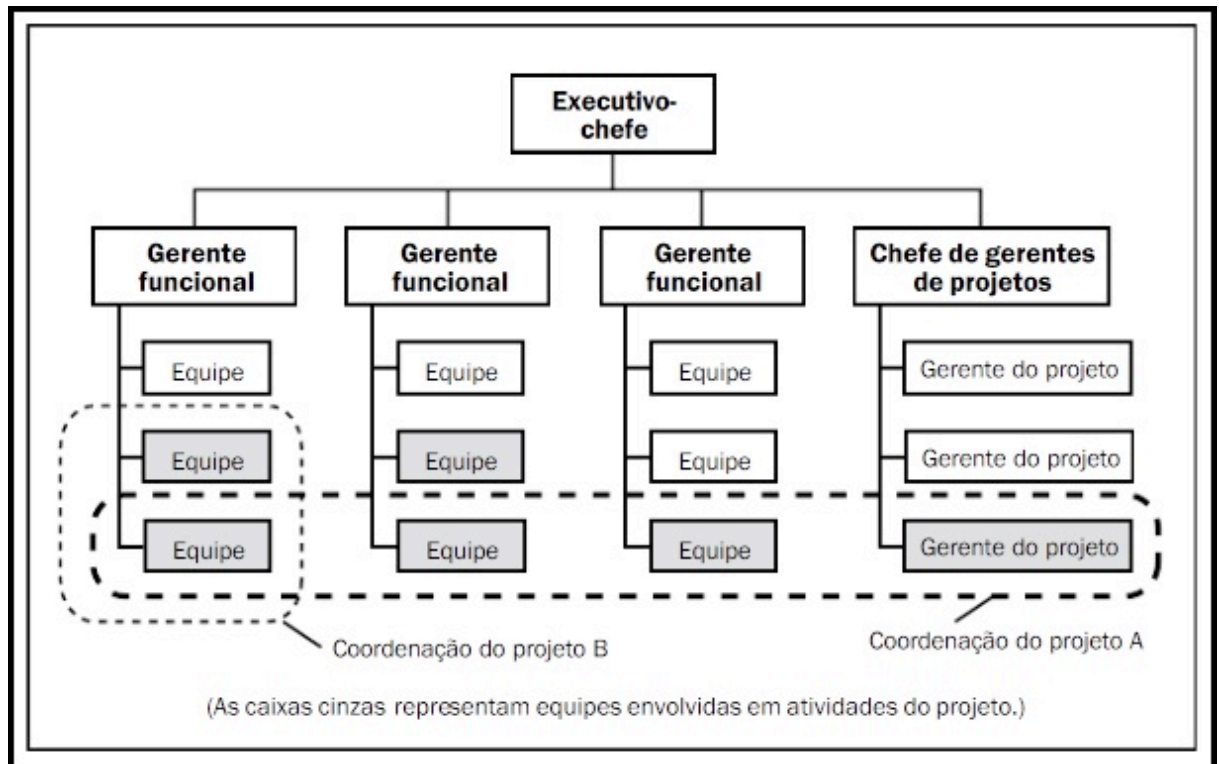 Executivo-
chefe
Gerente
funcional
Gerente
funcional
Gerente
funcional
Chefe de gerentes
de projetos
Equipe
Equipe
Equipe
Gerente do projeto
Equipe
Equipe
Equipe
Gerente do projeto
Equipe
Equipe
Equipe
Gerente do projeto
Coordenação do projeto B
Coordenação do projeto A
(As caixas cinzas representam equipes envolvidas em atividades do projeto.)